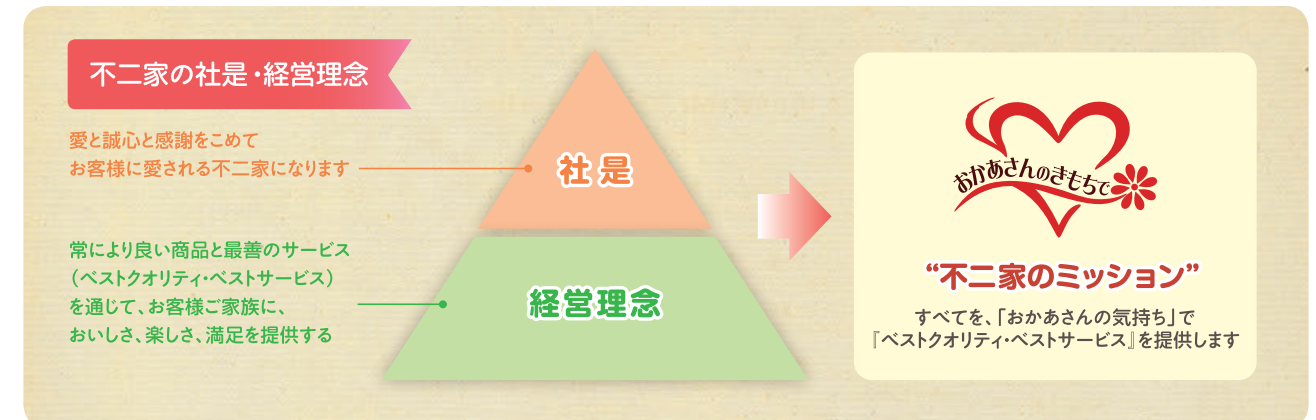 不二家の社是・経営理念
愛と誠心と感謝をこめて
お客様に愛される不二家になります
社是
常により良い商品と最善のサービス
（ベストクオリティ・ベストサービス）
を通じて、お客様ご家族に、
おいしさ、楽しさ、満足を提供する
経営理念
おかあさんのきもちで
“不二家のミッション”
すべてを、「おかあさんの気持ち」で
『ベストクオリティ・ベストサービス』を提供します